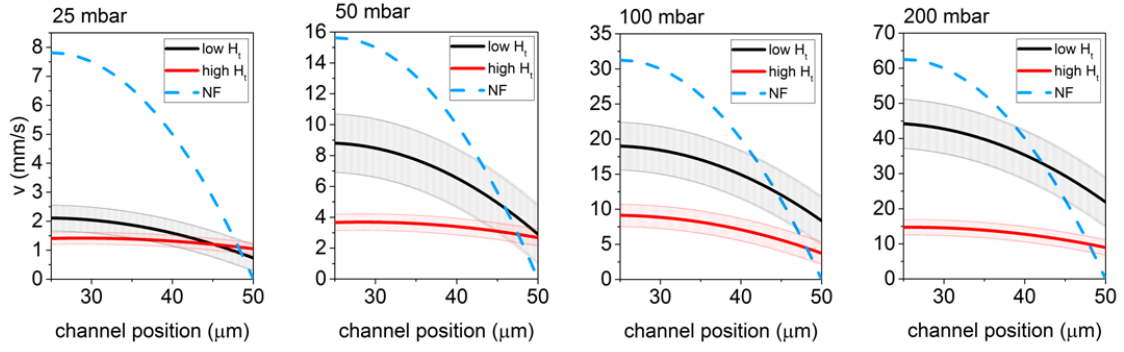 25 mbar
v (mm/s)
8
7
6
5
4
3
2
1
0
low Ht
high Ht
NF
30
40
50
channel position (μm)
50 mbar
16
14
12
10
8
6
4
2
0
low Ht
high Ht
NF
30
40
50
channel position (μm)
100 mbar
35
30
25
20
15
10
5
0
low Ht
high Ht
NF
30
40
50
channel position (μm)
200 mbar
70
60
50
40
30
20
10
0
low Ht
high Ht
NF
30
40
50
channel position (μm)